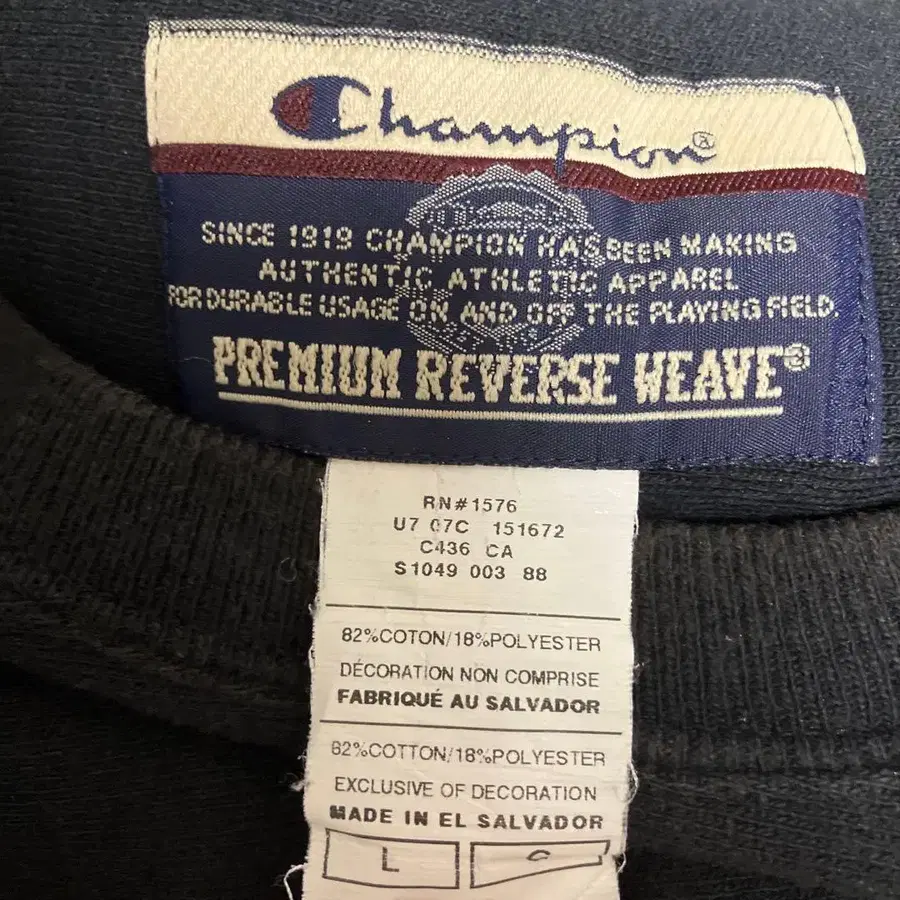 Champion®
SINCE 1919 CHAMPION HAS BEEN MAKING
AUTHENTIC ATHLETIC APPAREL
FOR DURABLE USAGE ON AND OFF THE PLAYING FIELD.
PREMIUM REVERSE WEAVE®
RN#1576
U7 07C 151672
C436 CA
S1049 003 88
82%COTON/18%POLYESTER
DÉCORATION NON COMPRISE
FABRIQUÉ AU SALVADOR
82%COTTON/18%POLYESTER
EXCLUSIVE OF DECORATION
MADE IN EL SALVADOR
L